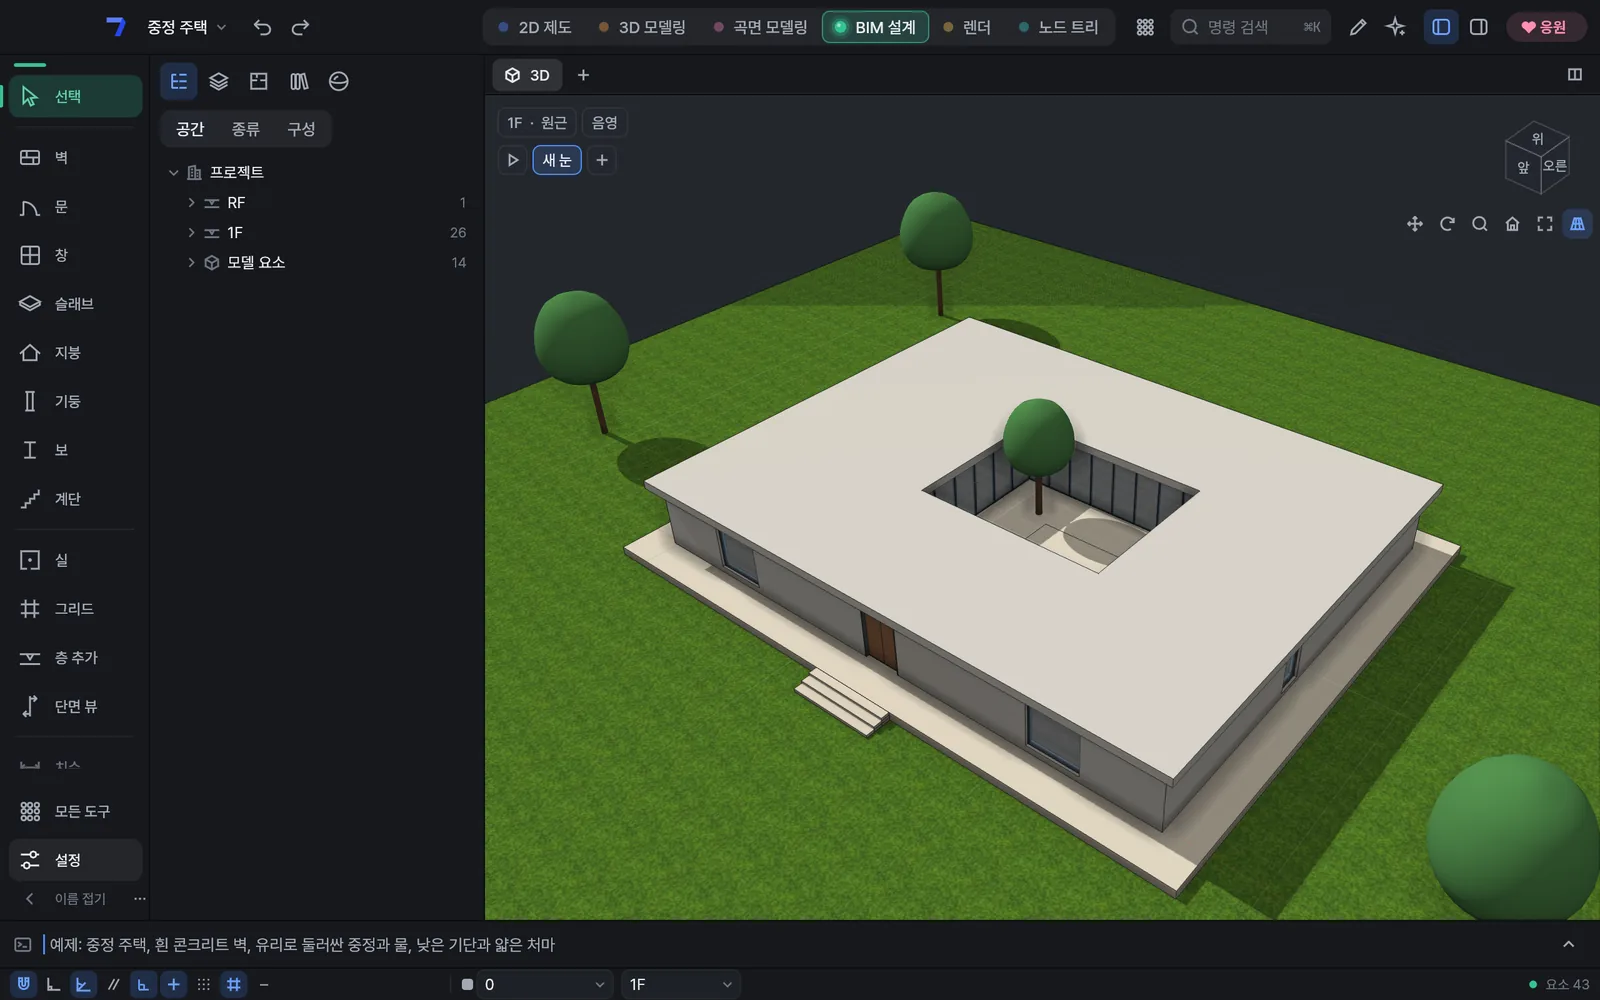 중정 주택
2D 제도
3D 모델링
곡면 모델링
BIM 설계
렌더
노드 트리
명령 검색
⌘K
응원
선택
벽
문
창
슬래브
지붕
기둥
보
계단
실
그리드
층 추가
단면 뷰
치수
모든 도구
설정
이름 접기
공간
종류
구성
프로젝트
RF 1
1F 26
모델 요소 14
3D
1F · 원근
음영
새 눈
위
앞
오른
예제: 중정 주택, 흰 콘크리트 벽, 유리로 둘러싼 중정과 물, 낮은 기단과 얇은 처마
0
1F
요소 43